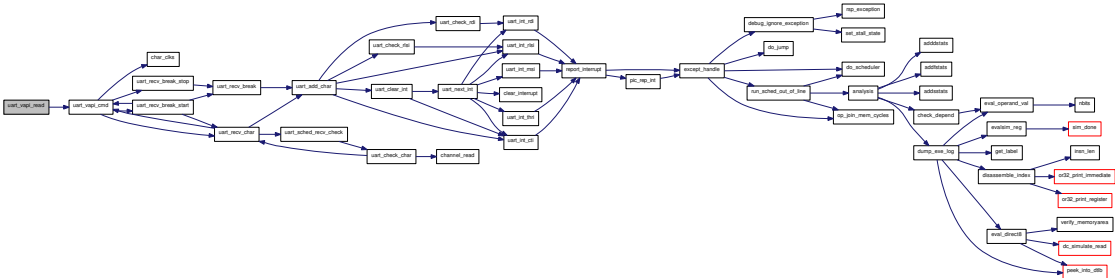 uart_vapi_read
uart_vapi_cmd
char_clks
uart_recv_break_stop
uart_recv_break_start
uart_recv_break
uart_recv_char
uart_sched_recv_check
uart_add_char
uart_check_rlsi
uart_clear_int
uart_check_char
uart_check_rdi
uart_next_int
channel_read
uart_int_rdi
uart_int_rlsi
uart_int_msi
clear_interrupt
uart_int_thri
uart_int_cti
report_interrupt
pic_rep_int
except_handle
debug_ignore_exception
do_jump
run_sched_out_of_line
rsp_exception
set_stall_state
do_scheduler
analysis
op_join_mem_cycles
adddstats
addfstats
addsstats
check_depend
dump_exe_log
eval_operand_val
evalsim_reg
get_label
disassemble_index
eval_direct8
nbits
sim_done
insn_len
or32_print_immediate
or32_print_register
verify_memoryarea
dc_simulate_read
peek_into_dtlb